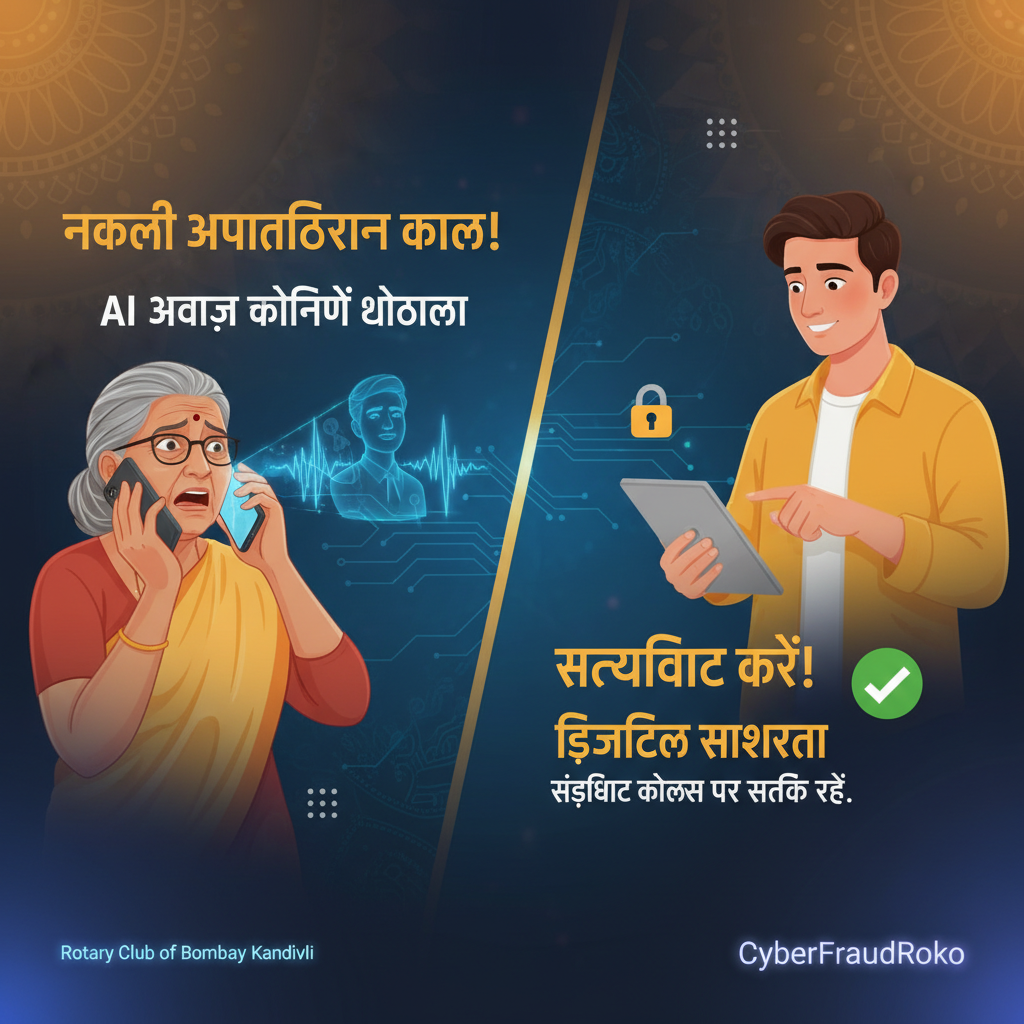 नकली अपातठिरान काल!
AI अवाज़ कोनिणें थोठाला
सत्यविाट करें!
ड़िजटिल साशरता
संड़धिाट कोलस पर सतकि रहें.
Rotary Club of Bombay Kandivli
CyberFraudRoko